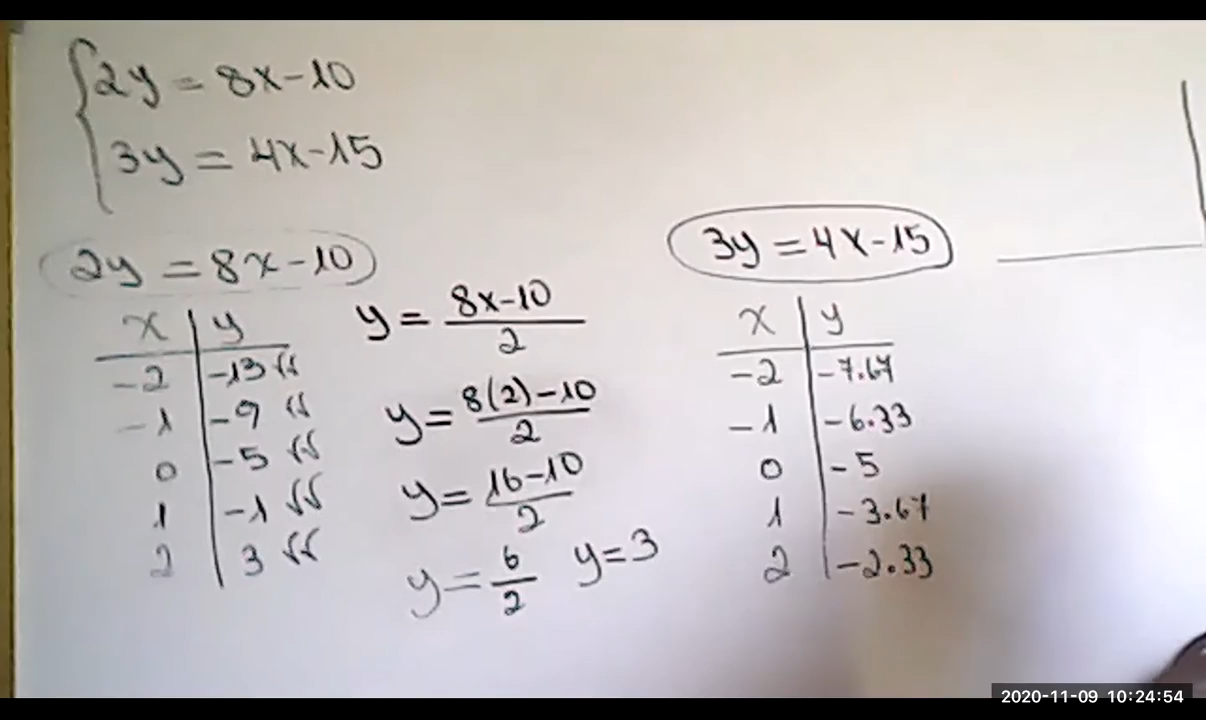 2y = 8x-10
3y = 4x-15
2y = 8x-10
x | y
-2 | -13 ✓✓
-1 | -9 ✓✓
0 | -5 ✓✓
1 | -1 ✓✓
2 | 3 ✓✓
y = (8x-10)/2
y = (8(2)-10)/2
y = (16-10)/2
y = 6/2 y=3
3y = 4x-15
x | y
-2 | -7.67
-1 | -6.33
0 | -5
1 | -3.67
2 | -2.33
2020-11-09 10:24:54